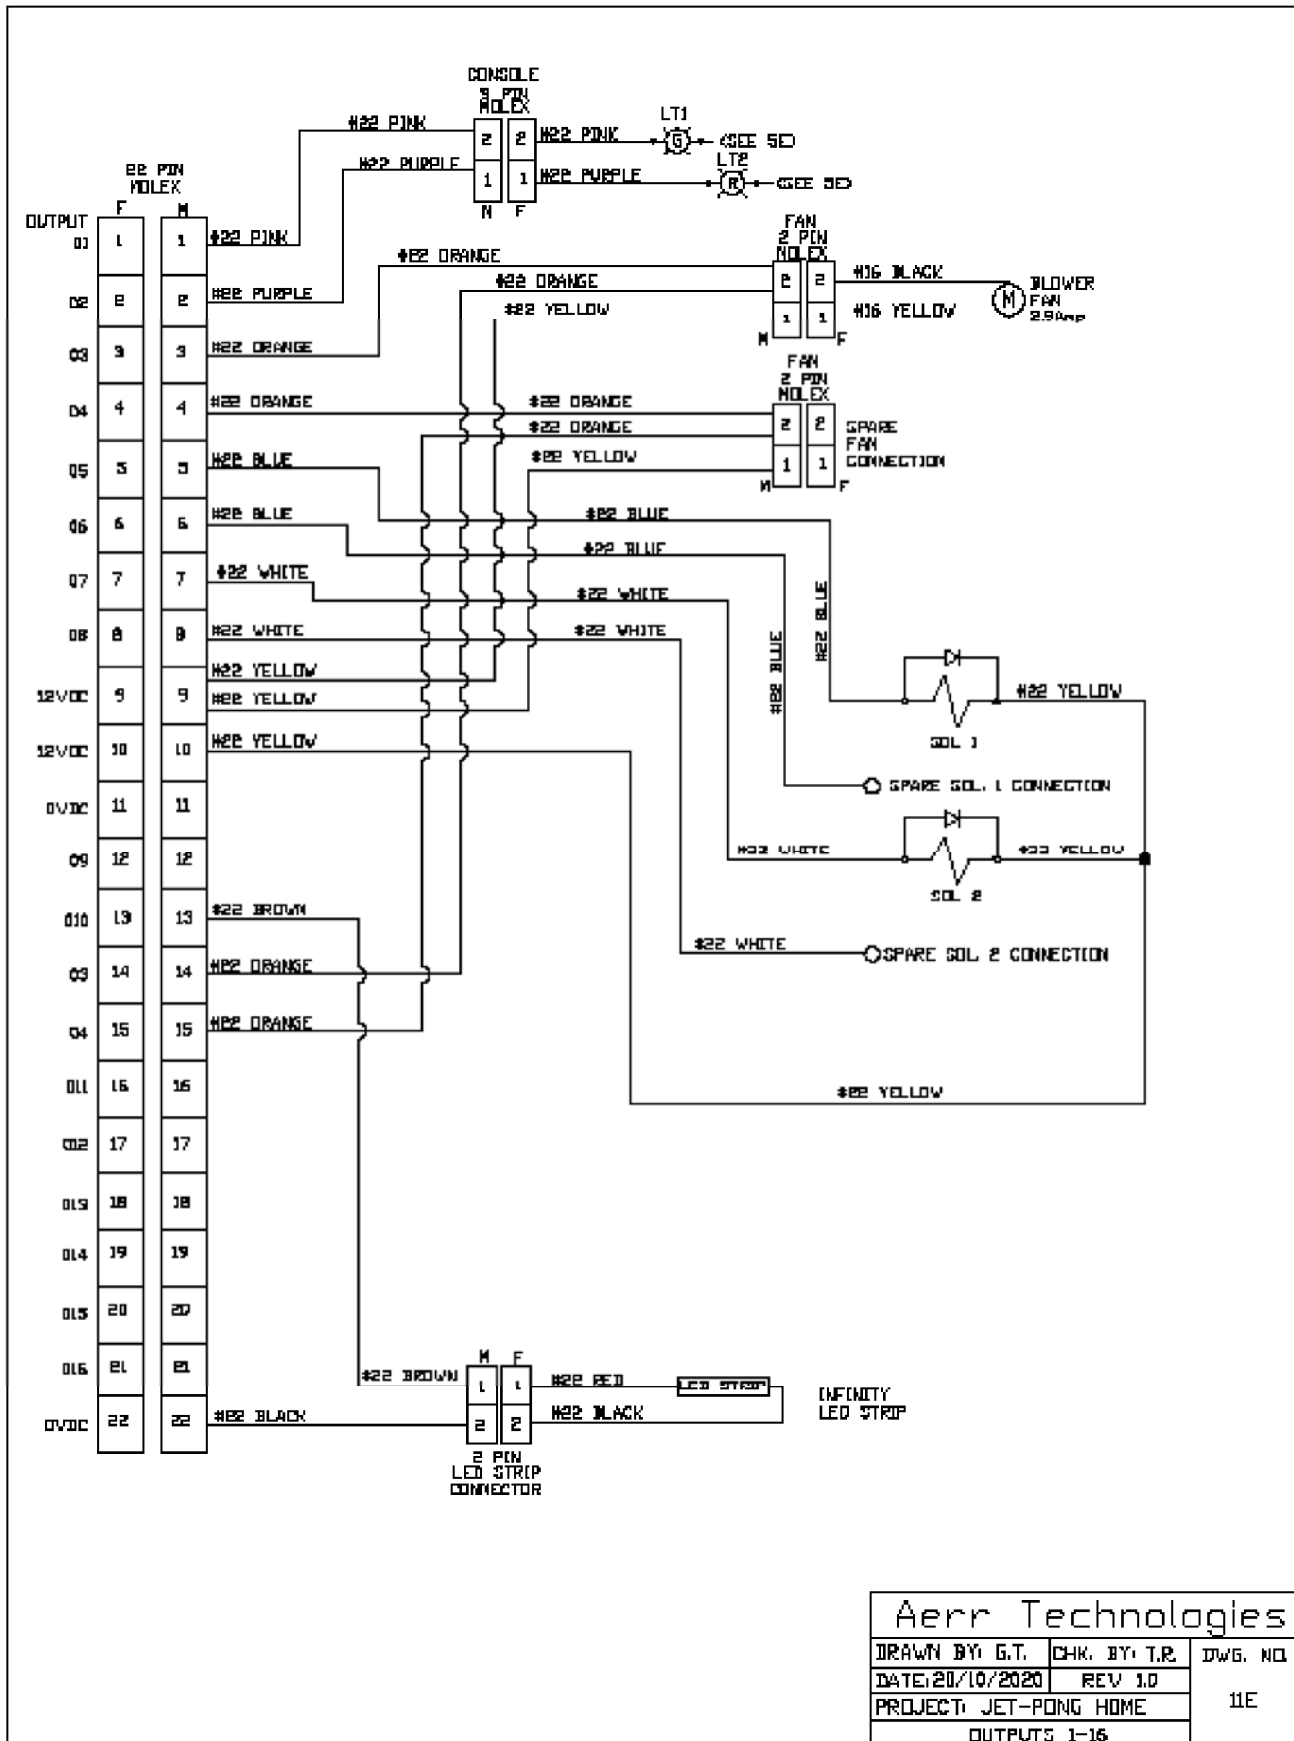 CONSOLE
3 PIN
MOLEX
#22 PINK
2 2
#22 PINK
LT1
G
(SEE 5E)
#22 PURPLE
1 1
#22 PURPLE
LT2
R
(SEE 5E)
M F
22 PIN
MOLEX
F M
OUTPUT
O1 1 1 #22 PINK
O2 2 2 #22 PURPLE
O3 3 3 #22 ORANGE
O4 4 4 #22 ORANGE
O5 5 5 #22 BLUE
O6 6 6 #22 BLUE
O7 7 7 #22 WHITE
O8 8 8 #22 WHITE
#22 YELLOW
12VDC 9 9 #22 YELLOW
12VDC 10 10 #22 YELLOW
0VDC 11 11
O9 12 12
O10 13 13 #22 BROWN
O3 14 14 #22 ORANGE
O4 15 15 #22 ORANGE
O11 16 16
O12 17 17
O13 18 18
O14 19 19
O15 20 20
O16 21 21
0VDC 22 22 #22 BLACK
FAN
2 PIN
MOLEX
#22 ORANGE
#22 ORANGE
#22 YELLOW
2 2
1 1
M F
#16 BLACK
#16 YELLOW
M
BLOWER
FAN
2.9Amp
FAN
2 PIN
MOLEX
#22 ORANGE
#22 ORANGE
#22 YELLOW
2 2
1 1
M F
SPARE
FAN
CONNECTION
#22 BLUE
#22 BLUE
#22 WHITE
#22 WHITE
#22 BLUE
#22 BLUE
#22 YELLOW
SOL 1
SPARE SOL. 1 CONNECTION
#22 WHITE
#22 YELLOW
SOL 2
#22 WHITE
SPARE SOL. 2 CONNECTION
#22 YELLOW
M F
#22 BROWN
1 1
#22 RED
LED STRIP
2 2
#22 BLACK
INFINITY
LED STRIP
2 PIN
LED STRIP
CONNECTOR
Aerr Technologies
DRAWN BY: G.T. CHK. BY: T.R. DWG. NO.
DATE:20/10/2020 REV 1.0
11E
PROJECT: JET-PONG HOME
OUTPUTS 1-16